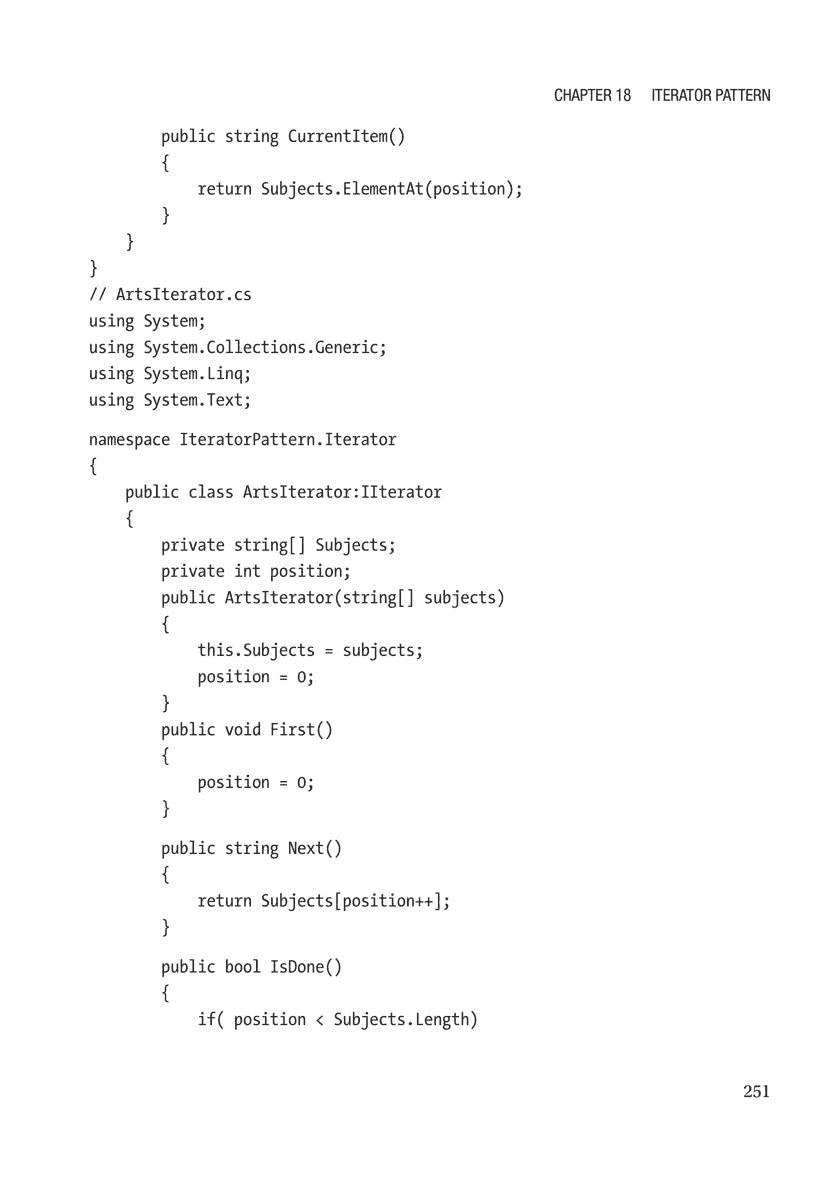 CHAPTER 18 ITERATOR PATTERN
        public string CurrentItem()
        {
            return Subjects.ElementAt(position);
        }
    }
}
// ArtsIterator.cs
using System;
using System.Collections.Generic;
using System.Linq;
using System.Text;
namespace IteratorPattern.Iterator
{
    public class ArtsIterator:IIterator
    {
        private string[] Subjects;
        private int position;
        public ArtsIterator(string[] subjects)
        {
            this.Subjects = subjects;
            position = 0;
        }
        public void First()
        {
            position = 0;
        }
        public string Next()
        {
            return Subjects[position++];
        }
        public bool IsDone()
        {
            if( position < Subjects.Length)
251